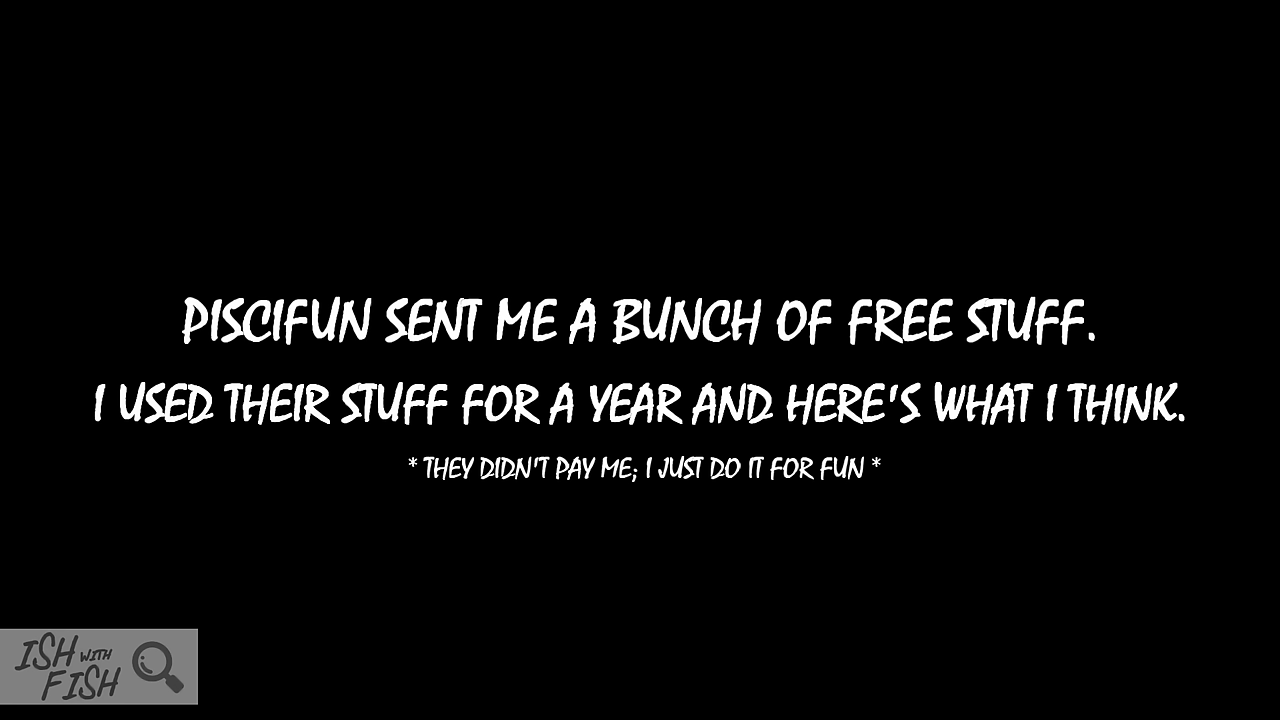 PISCIFUN SENT ME A BUNCH OF FREE STUFF.
I USED THEIR STUFF FOR A YEAR AND HERE'S WHAT I THINK.
* THEY DIDN'T PAY ME; I JUST DO IT FOR FUN *
ISH WITH
FISH